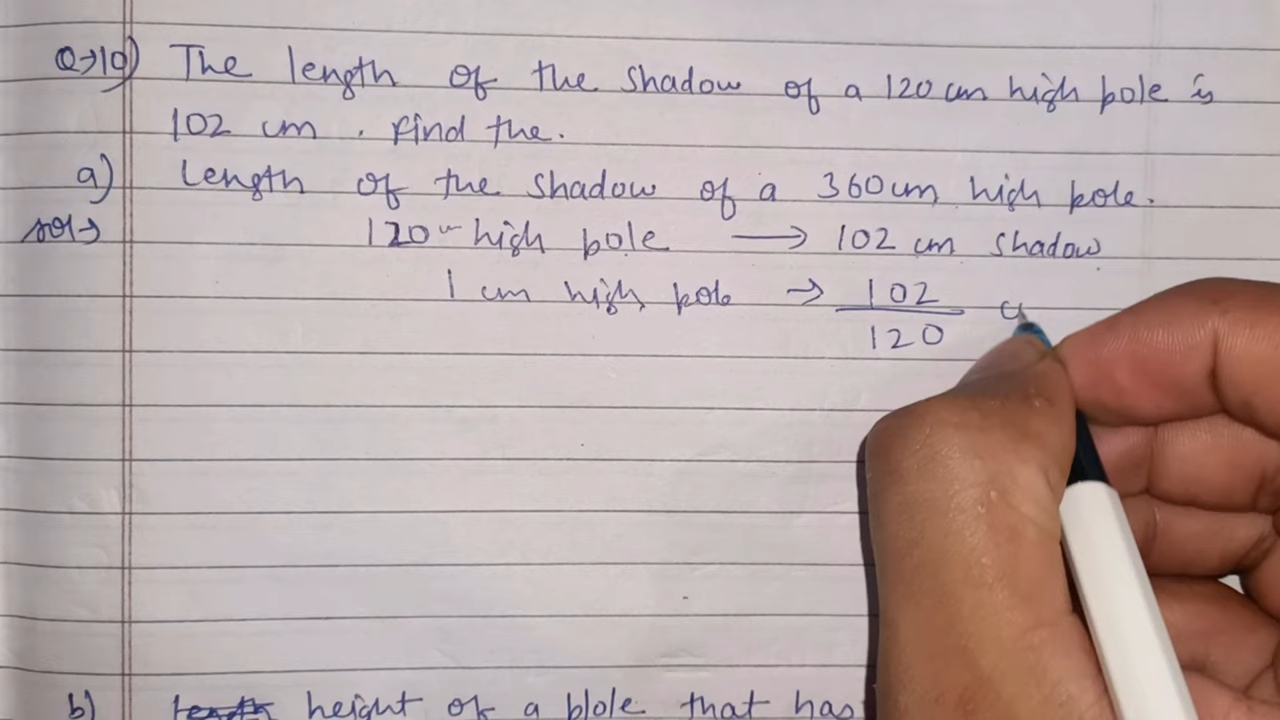 Q→10) The length of the shadow of a 120 cm high pole is
102 cm. Find the.
a) Length of the shadow of a 360 cm high pole.
sol→ 120 cm high pole → 102 cm shadow
1 cm high pole → 102
120
b) height of a plole that has